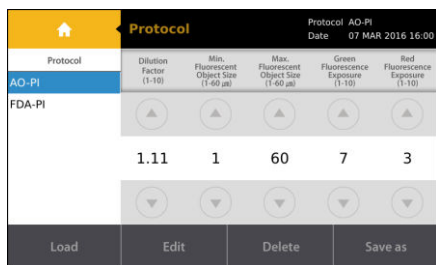 Protocol
Protocol AO-PI
Date 07 MAR 2016 16:00
Protocol
AO-PI
FDA-PI
Dilution
Factor
(1-10)
Min.
Fluorescent
Object Size
(1-60 ㎛)
Max.
Fluorescent
Object Size
(1-60 ㎛)
Green
Fluorescence
Exposure
(1-10)
Red
Fluorescence
Exposure
(1-10)
1.11 1 60 7 3
Load Edit Delete Save as